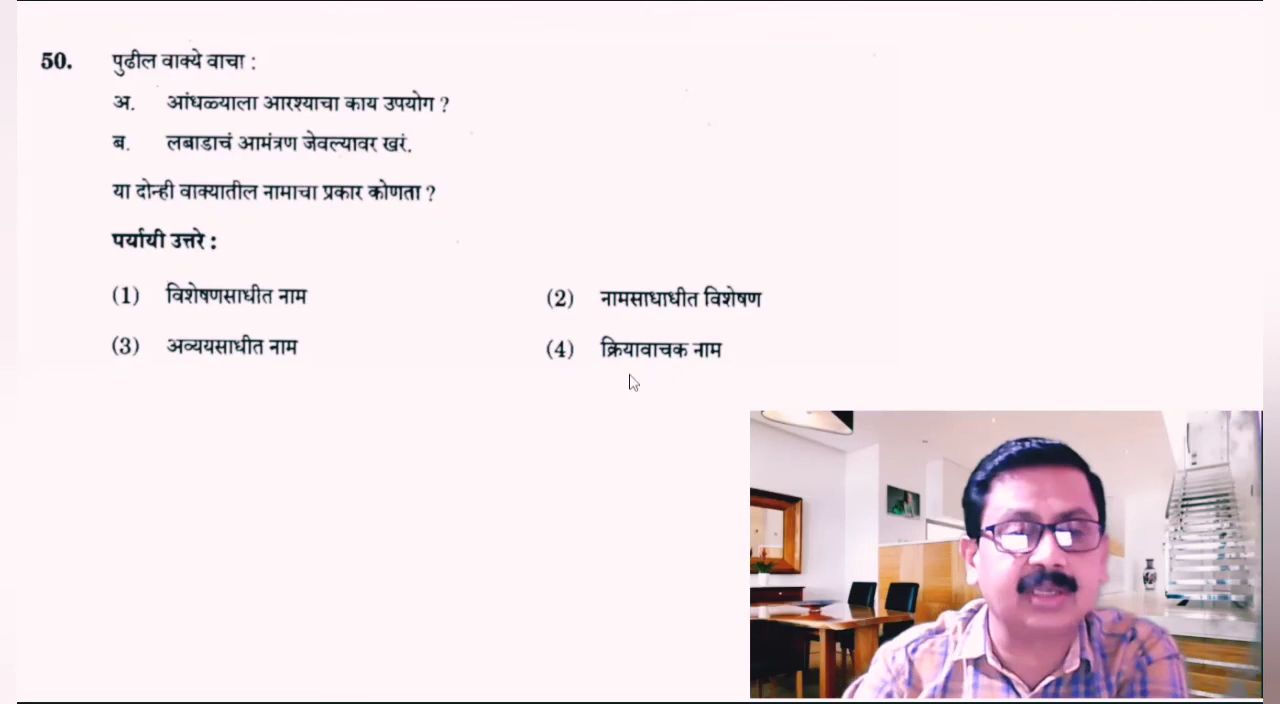 50. पुढील वाक्ये वाचा :
अ. आंधळ्याला आरश्याचा काय उपयोग ?
ब. लबाडाचं आमंत्रण जेवल्यावर खरं.
या दोन्ही वाक्यातील नामाचा प्रकार कोणता ?
पर्यायी उत्तरे :
(1) विशेषणसाधीत नाम (2) नामसाधाधीत विशेषण
(3) अव्ययसाधीत नाम (4) क्रियावाचक नाम